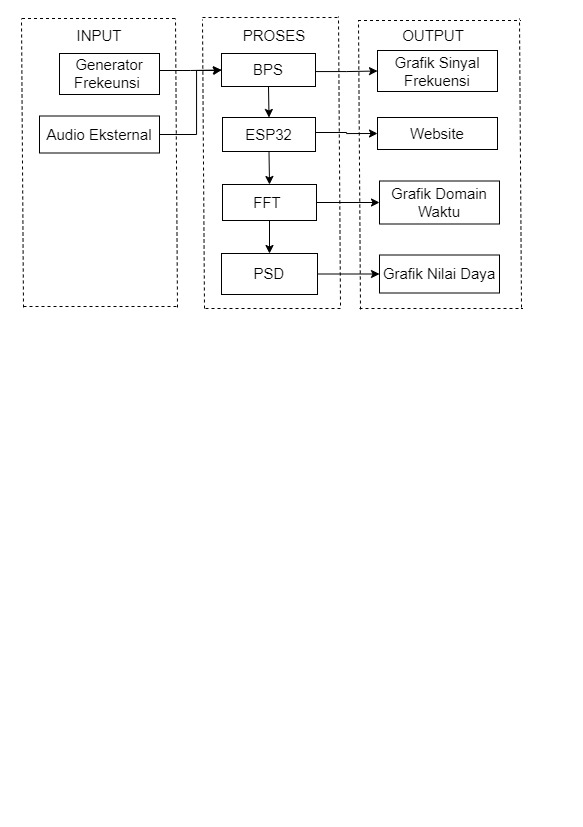 INPUT
Generator
Frekeunsi
Audio Eksternal
PROSES
BPS
ESP32
FFT
PSD
OUTPUT
Grafik Sinyal
Frekuensi
Website
Grafik Domain
Waktu
Grafik Nilai Daya